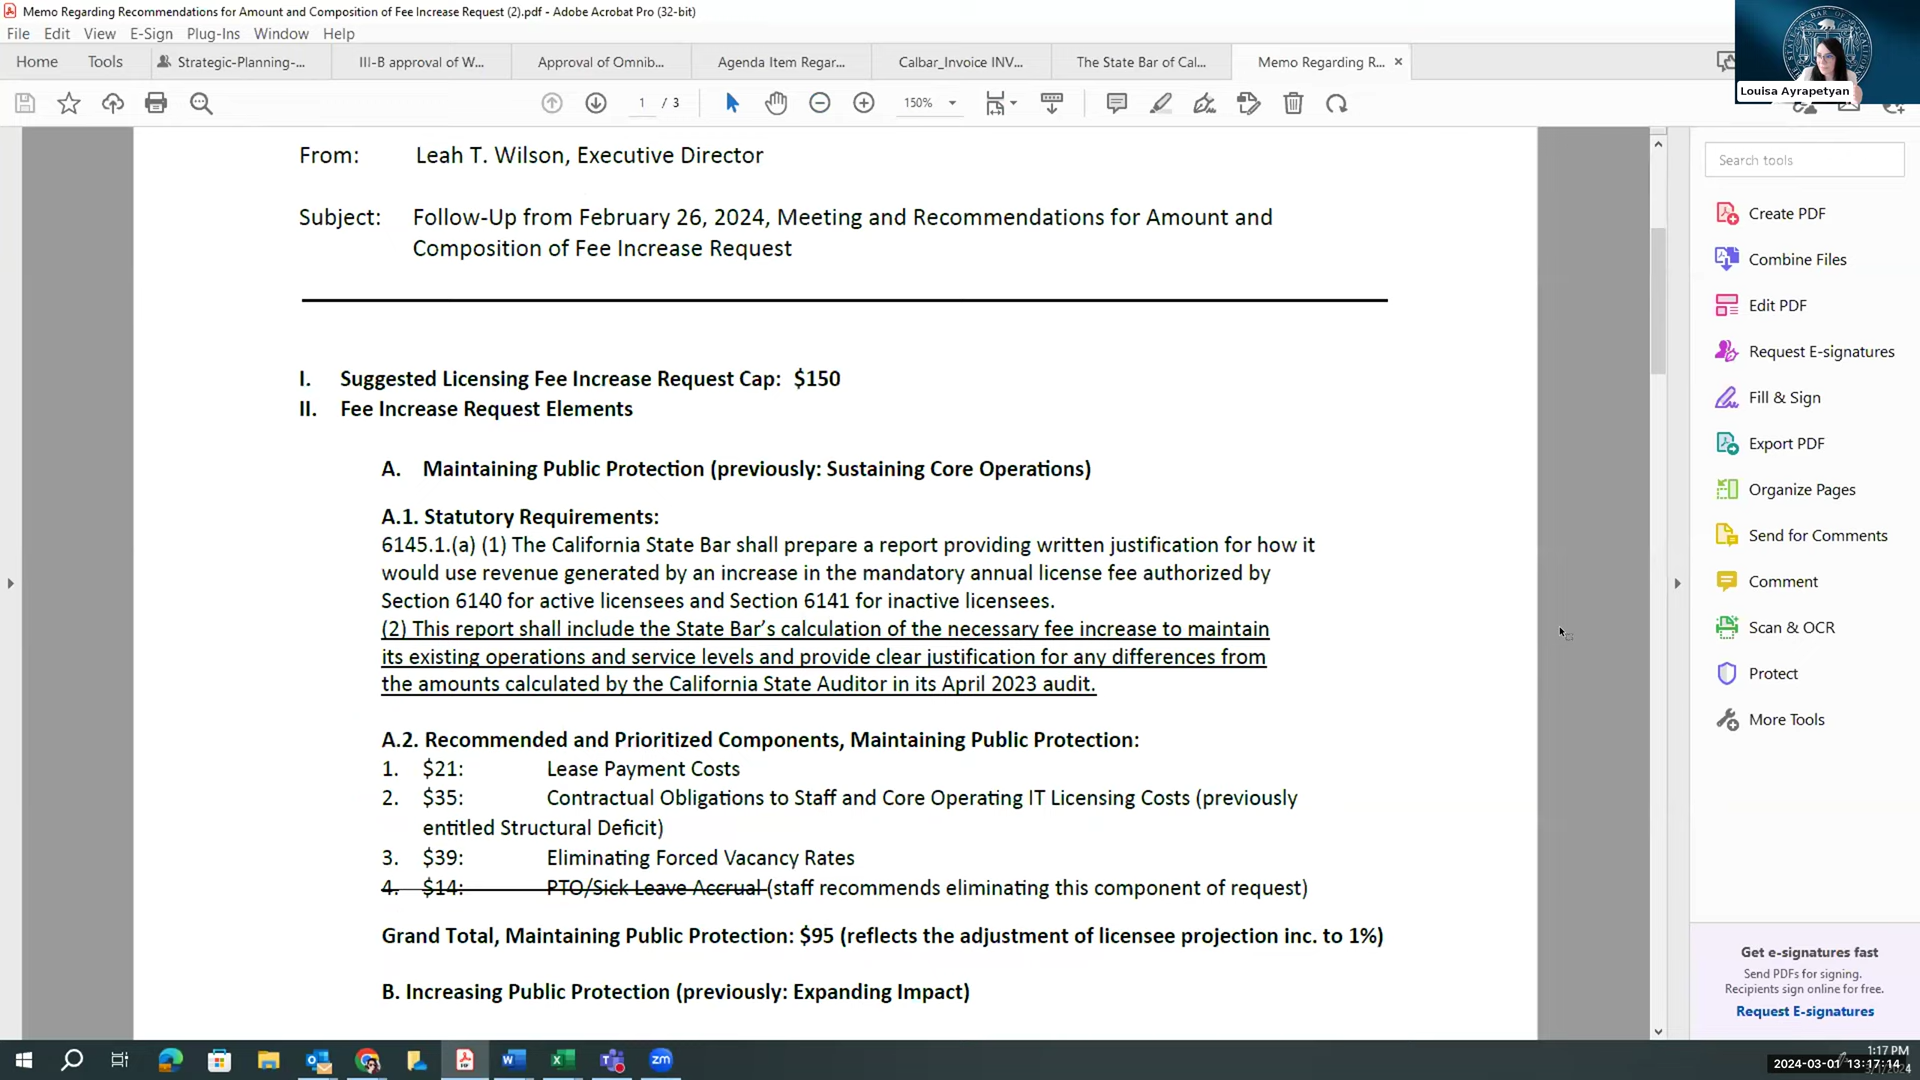 Memo Regarding Recommendations for Amount and Composition of Fee Increase Request (2).pdf - Adobe Acrobat Pro (32-bit)
File Edit View E-Sign Plug-Ins Window Help
Home Tools Strategic-Planning-... III-B approval of W... Approval of Omnib... Agenda Item Regar... Calbar_Invoice INV... The State Bar of Cal... Memo Regarding R... ×
Louisa Ayrapetyan
1 / 3 150%
From: Leah T. Wilson, Executive Director
Subject: Follow-Up from February 26, 2024, Meeting and Recommendations for Amount and
Composition of Fee Increase Request
I. Suggested Licensing Fee Increase Request Cap: $150
II. Fee Increase Request Elements
A. Maintaining Public Protection (previously: Sustaining Core Operations)
A.1. Statutory Requirements:
6145.1.(a) (1) The California State Bar shall prepare a report providing written justification for how it
would use revenue generated by an increase in the mandatory annual license fee authorized by
Section 6140 for active licensees and Section 6141 for inactive licensees.
(2) This report shall include the State Bar’s calculation of the necessary fee increase to maintain
its existing operations and service levels and provide clear justification for any differences from
the amounts calculated by the California State Auditor in its April 2023 audit.
A.2. Recommended and Prioritized Components, Maintaining Public Protection:
1. $21: Lease Payment Costs
2. $35: Contractual Obligations to Staff and Core Operating IT Licensing Costs (previously
entitled Structural Deficit)
3. $39: Eliminating Forced Vacancy Rates
4. $14: PTO/Sick Leave Accrual (staff recommends eliminating this component of request)
Grand Total, Maintaining Public Protection: $95 (reflects the adjustment of licensee projection inc. to 1%)
B. Increasing Public Protection (previously: Expanding Impact)
Search tools
Create PDF
Combine Files
Edit PDF
Request E-signatures
Fill & Sign
Export PDF
Organize Pages
Send for Comments
Comment
Scan & OCR
Protect
More Tools
Get e-signatures fast
Send PDFs for signing.
Recipients sign online for free.
Request E-signatures
zm
1:17 PM
2024-03-01 13:17:14